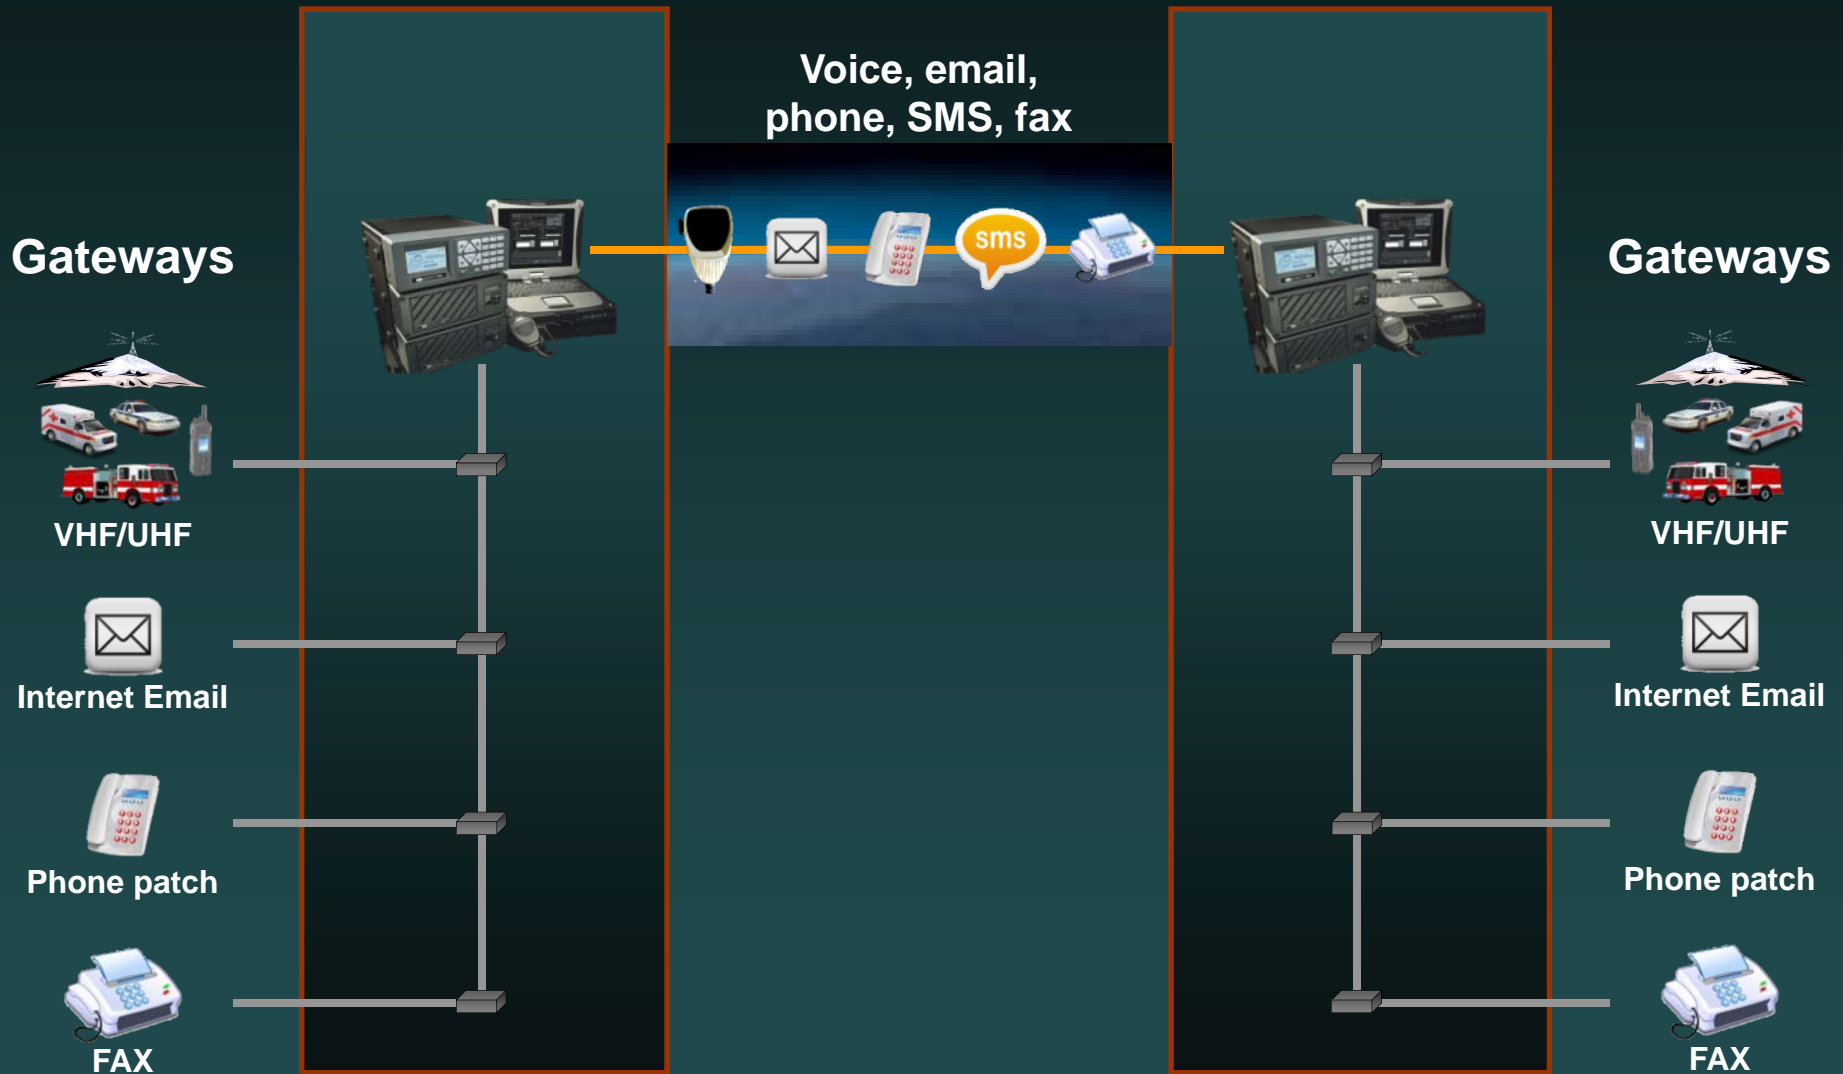 Voice, email,
phone, SMS, fax
sms
Gateways
VHF/UHF
Internet Email
Phone patch
FAX
Gateways
VHF/UHF
Internet Email
Phone patch
FAX